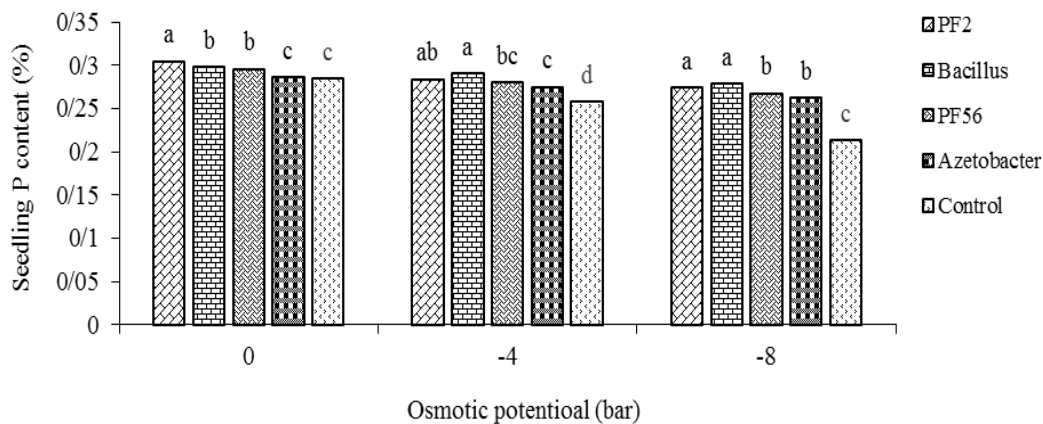 Seedling P content (%)
0/35
0/3
0/25
0/2
0/15
0/1
0/05
0
a b b c c
ab a bc c d
a a b b c
0 -4 -8
Osmotic potentioal (bar)
PF2
Bacillus
PF56
Azetobacter
Control